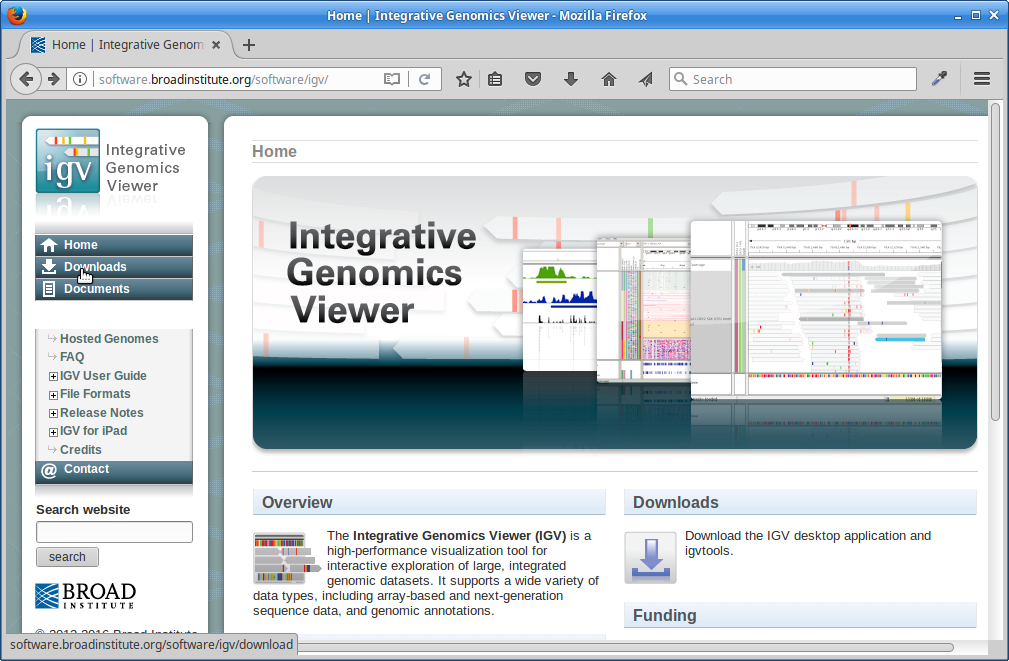 Home | Integrative Genomics Viewer - Mozilla Firefox
Home | Integrative Genom
software.broadinstitute.org/software/igv/
Search
igv
Integrative
Genomics
Viewer
Home
Downloads
Documents
Hosted Genomes
FAQ
IGV User Guide
File Formats
Release Notes
IGV for iPad
Credits
@ Contact
Search website
search
BROAD
INSTITUTE
© 2013-2016 Broad Institute
Home
Integrative
Genomics
Viewer
Overview
The Integrative Genomics Viewer (IGV) is a
high-performance visualization tool for
interactive exploration of large, integrated
genomic datasets. It supports a wide variety of
data types, including array-based and next-generation
sequence data, and genomic annotations.
Downloads
Download the IGV desktop application and
igvtools.
Funding
software.broadinstitute.org/software/igv/download